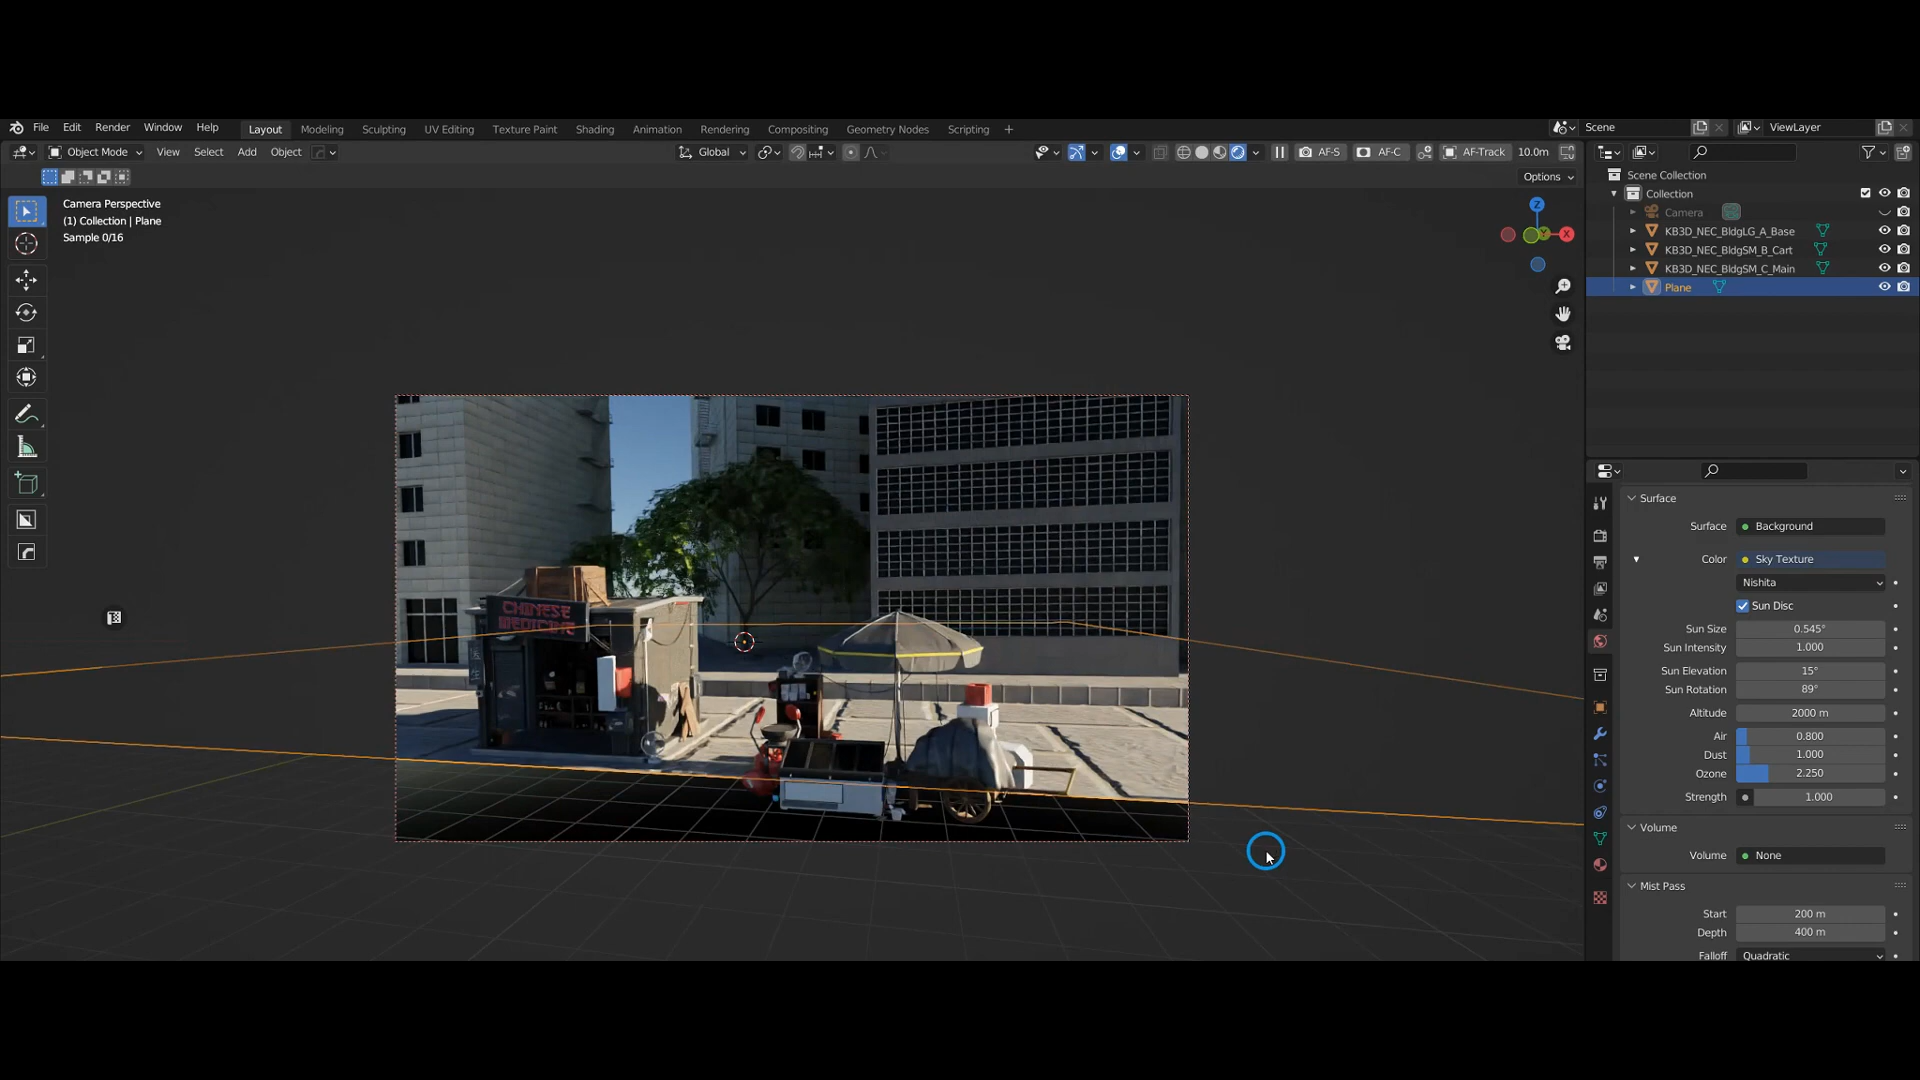 File Edit Render Window Help Layout Modeling Sculpting UV Editing Texture Paint Shading Animation Rendering Compositing Geometry Nodes Scripting + Scene ViewLayer
Object Mode View Select Add Object Global AF-S AF-C AF-Track 10.0m
Options
Camera Perspective
(1) Collection | Plane
Sample 0/16
Z
Y
X
CHINESE
MEDICINE
Scene Collection
Collection
Camera
KB3D_NEC_BldgLG_A_Base
KB3D_NEC_BldgSM_B_Cart
KB3D_NEC_BldgSM_C_Main
Plane
Surface
Surface Background
Color Sky Texture
Nishita
Sun Disc
Sun Size 0.545°
Sun Intensity 1.000
Sun Elevation 15°
Sun Rotation 89°
Altitude 2000 m
Air 0.800
Dust 1.000
Ozone 2.250
Strength 1.000
Volume
Volume None
Mist Pass
Start 200 m
Depth 400 m
Falloff Quadratic